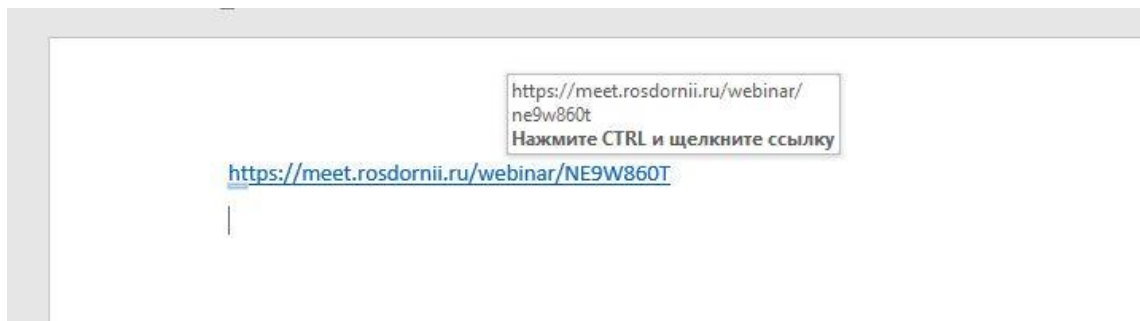 https://meet.rosdornii.ru/webinar/
ne9w860t
Нажмите CTRL и щелкните ссылку
https://meet.rosdornii.ru/webinar/NE9W860T